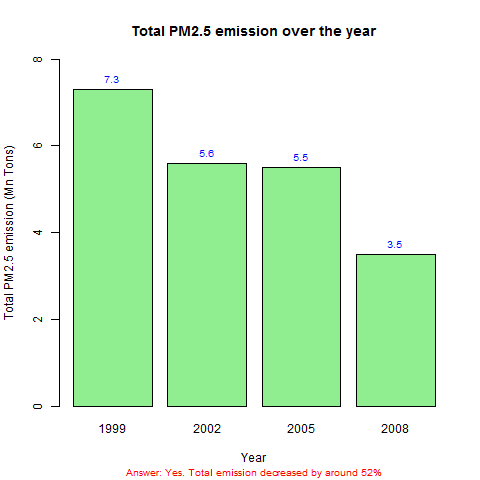 Total PM2.5 emission over the year
Total PM2.5 emission (Mn Tons)
8
6
4
2
0
7.3
5.6
5.5
3.5
1999 2002 2005 2008
Year
Answer: Yes. Total emission decreased by around 52%